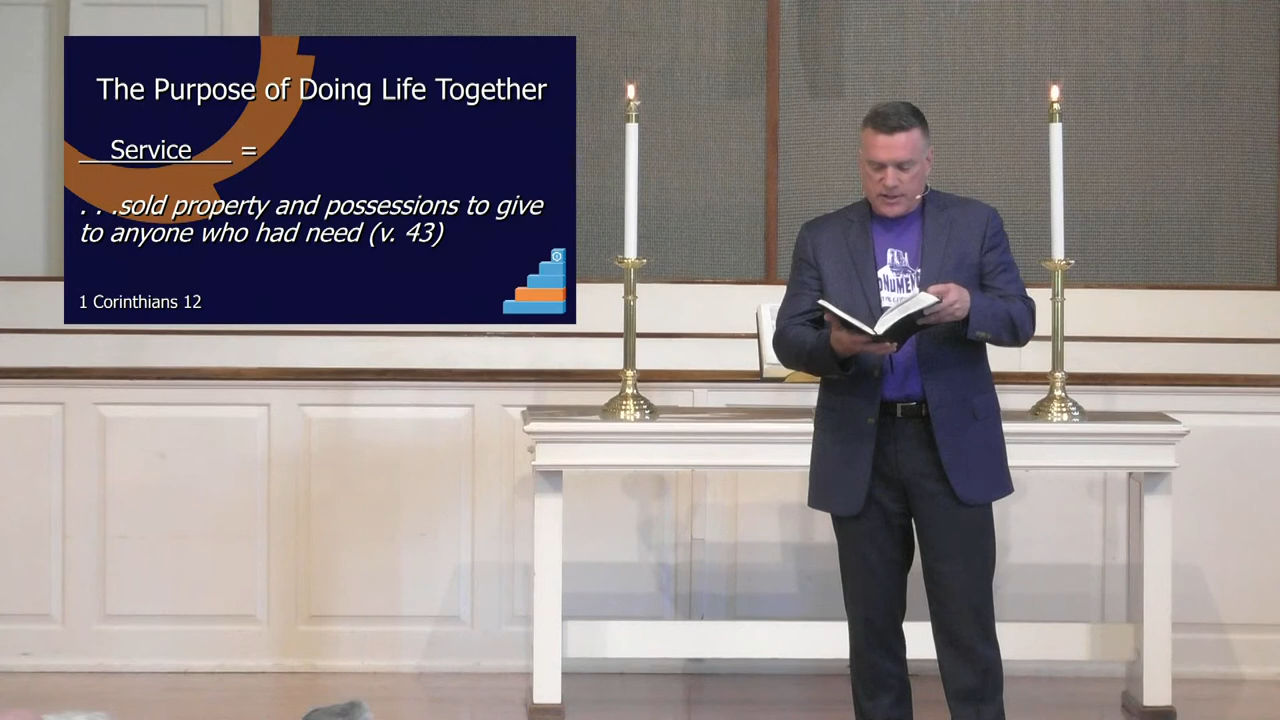 The Purpose of Doing Life Together
Service =
. . .sold property and possessions to give
to anyone who had need (v. 43)
1 Corinthians 12